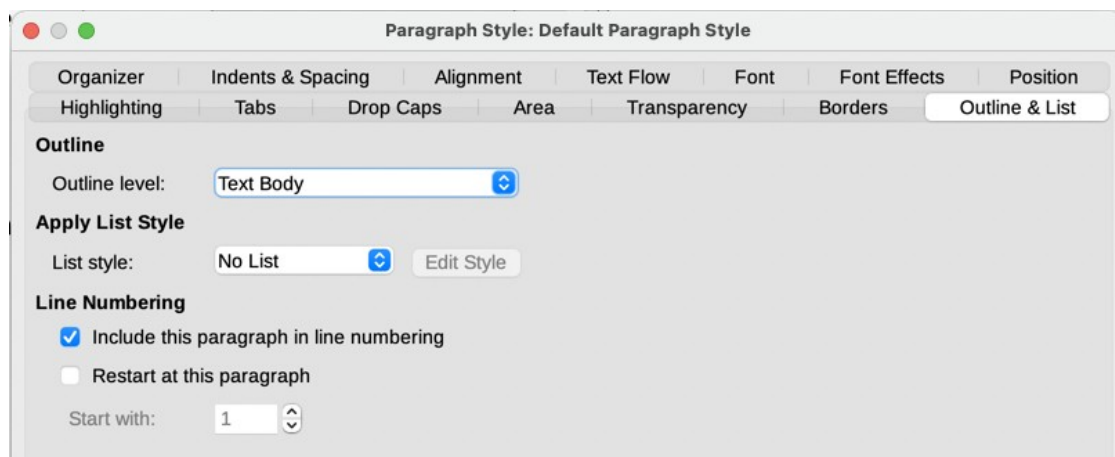 Paragraph Style: Default Paragraph Style
Organizer Indents & Spacing Alignment Text Flow Font Font Effects Position
Highlighting Tabs Drop Caps Area Transparency Borders Outline & List
Outline
Outline level: Text Body
Apply List Style
List style: No List Edit Style
Line Numbering
Include this paragraph in line numbering
Restart at this paragraph
Start with: 1